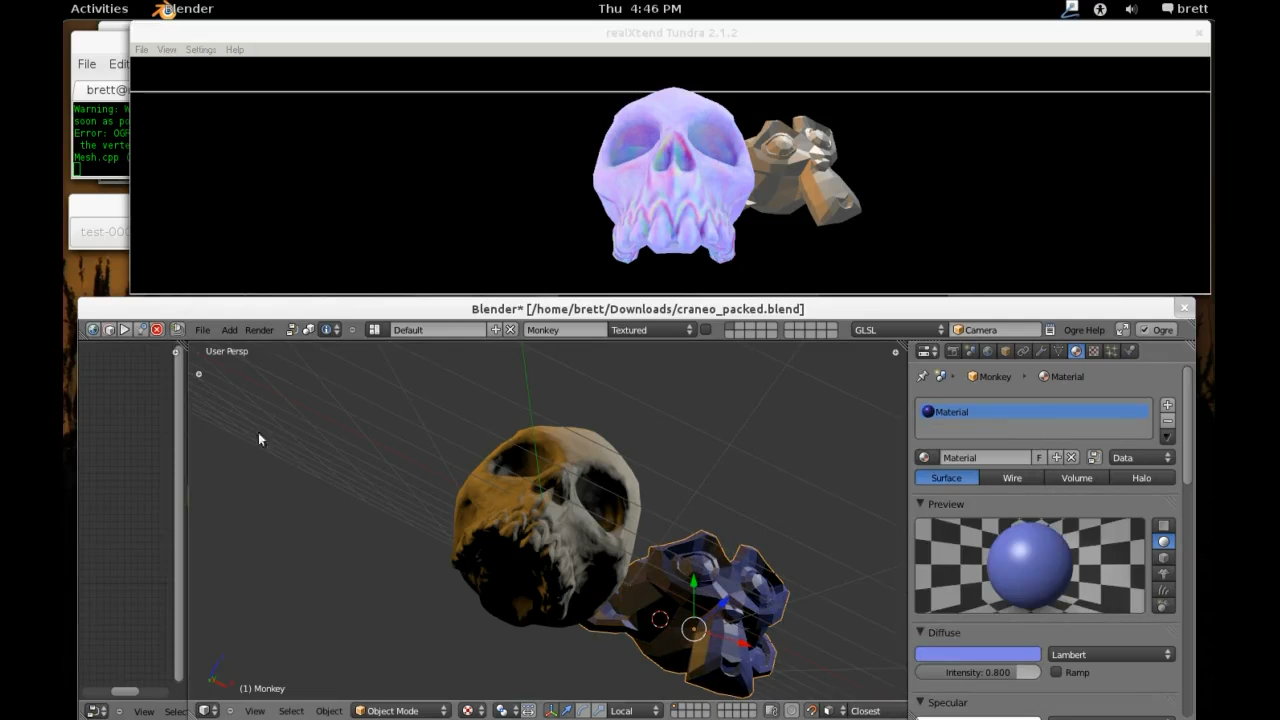 Activities Blender Thu 4:46 PM brett
realXtend Tundra 2.1.2
File View Settings Help
File Edi
brett@
Warning:
soon as po
Error: OGR
the verte
Mesh.cpp (
test-000
Blender* [/home/brett/Downloads/craneo_packed.blend]
File Add Render Default Monkey Textured GLSL Camera Ogre Help Ogre
User Persp
Monkey Material
Material
Material F Data
Surface Wire Volume Halo
Preview
Diffuse
Lambert
Intensity: 0.800 Ramp
(1) Monkey
Specular
View Selec View Select Object Object Mode Local Closest